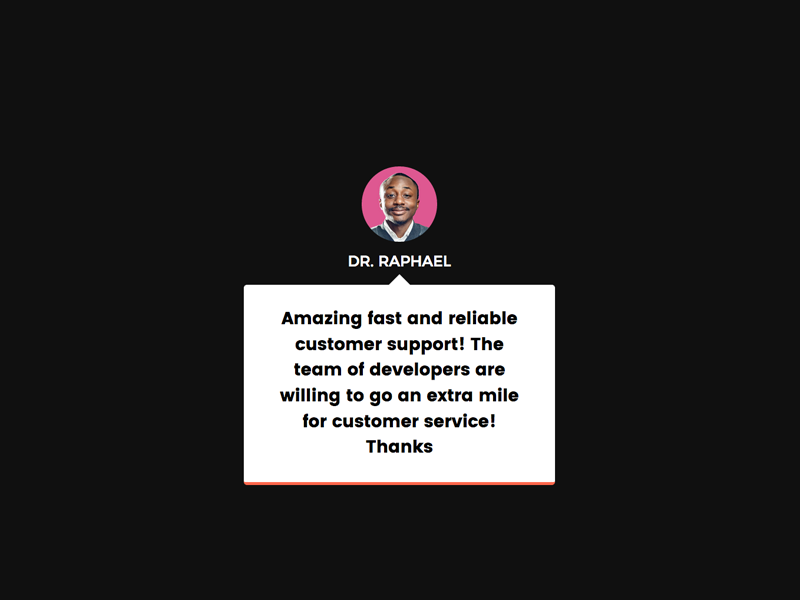 DR. RAPHAEL
Amazing fast and reliable
customer support! The
team of developers are
willing to go an extra mile
for customer service!
Thanks